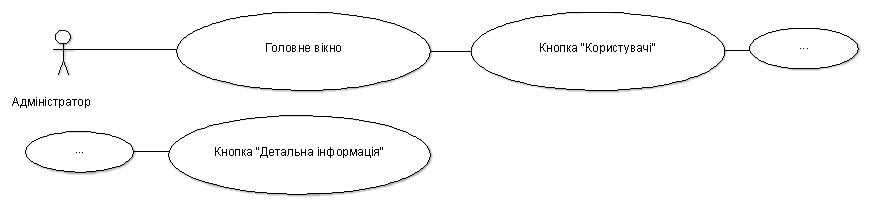 Головне вікно
Кнопка "Користувачі"
...
Адміністратор
...
Кнопка "Детальна інформація"